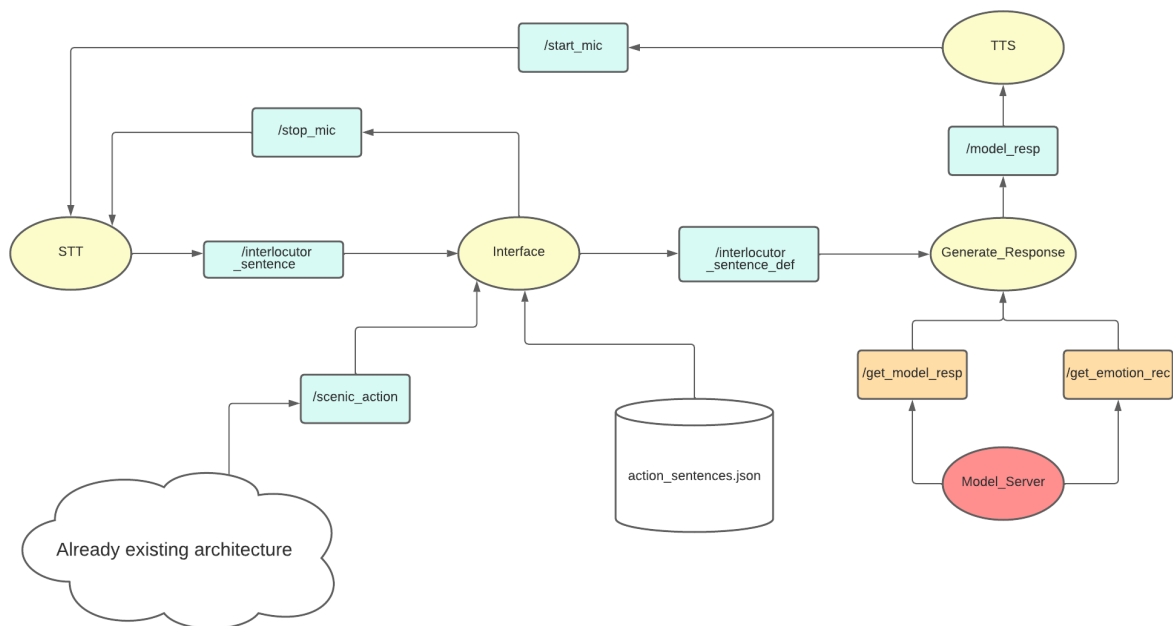 /start_mic
TTS
/stop_mic
/model_resp
STT
/interlocutor
_sentence
Interface
/interlocutor
_sentence_def
Generate_Response
/get_model_resp
/get_emotion_rec
/scenic_action
action_sentences.json
Model_Server
Already existing architecture